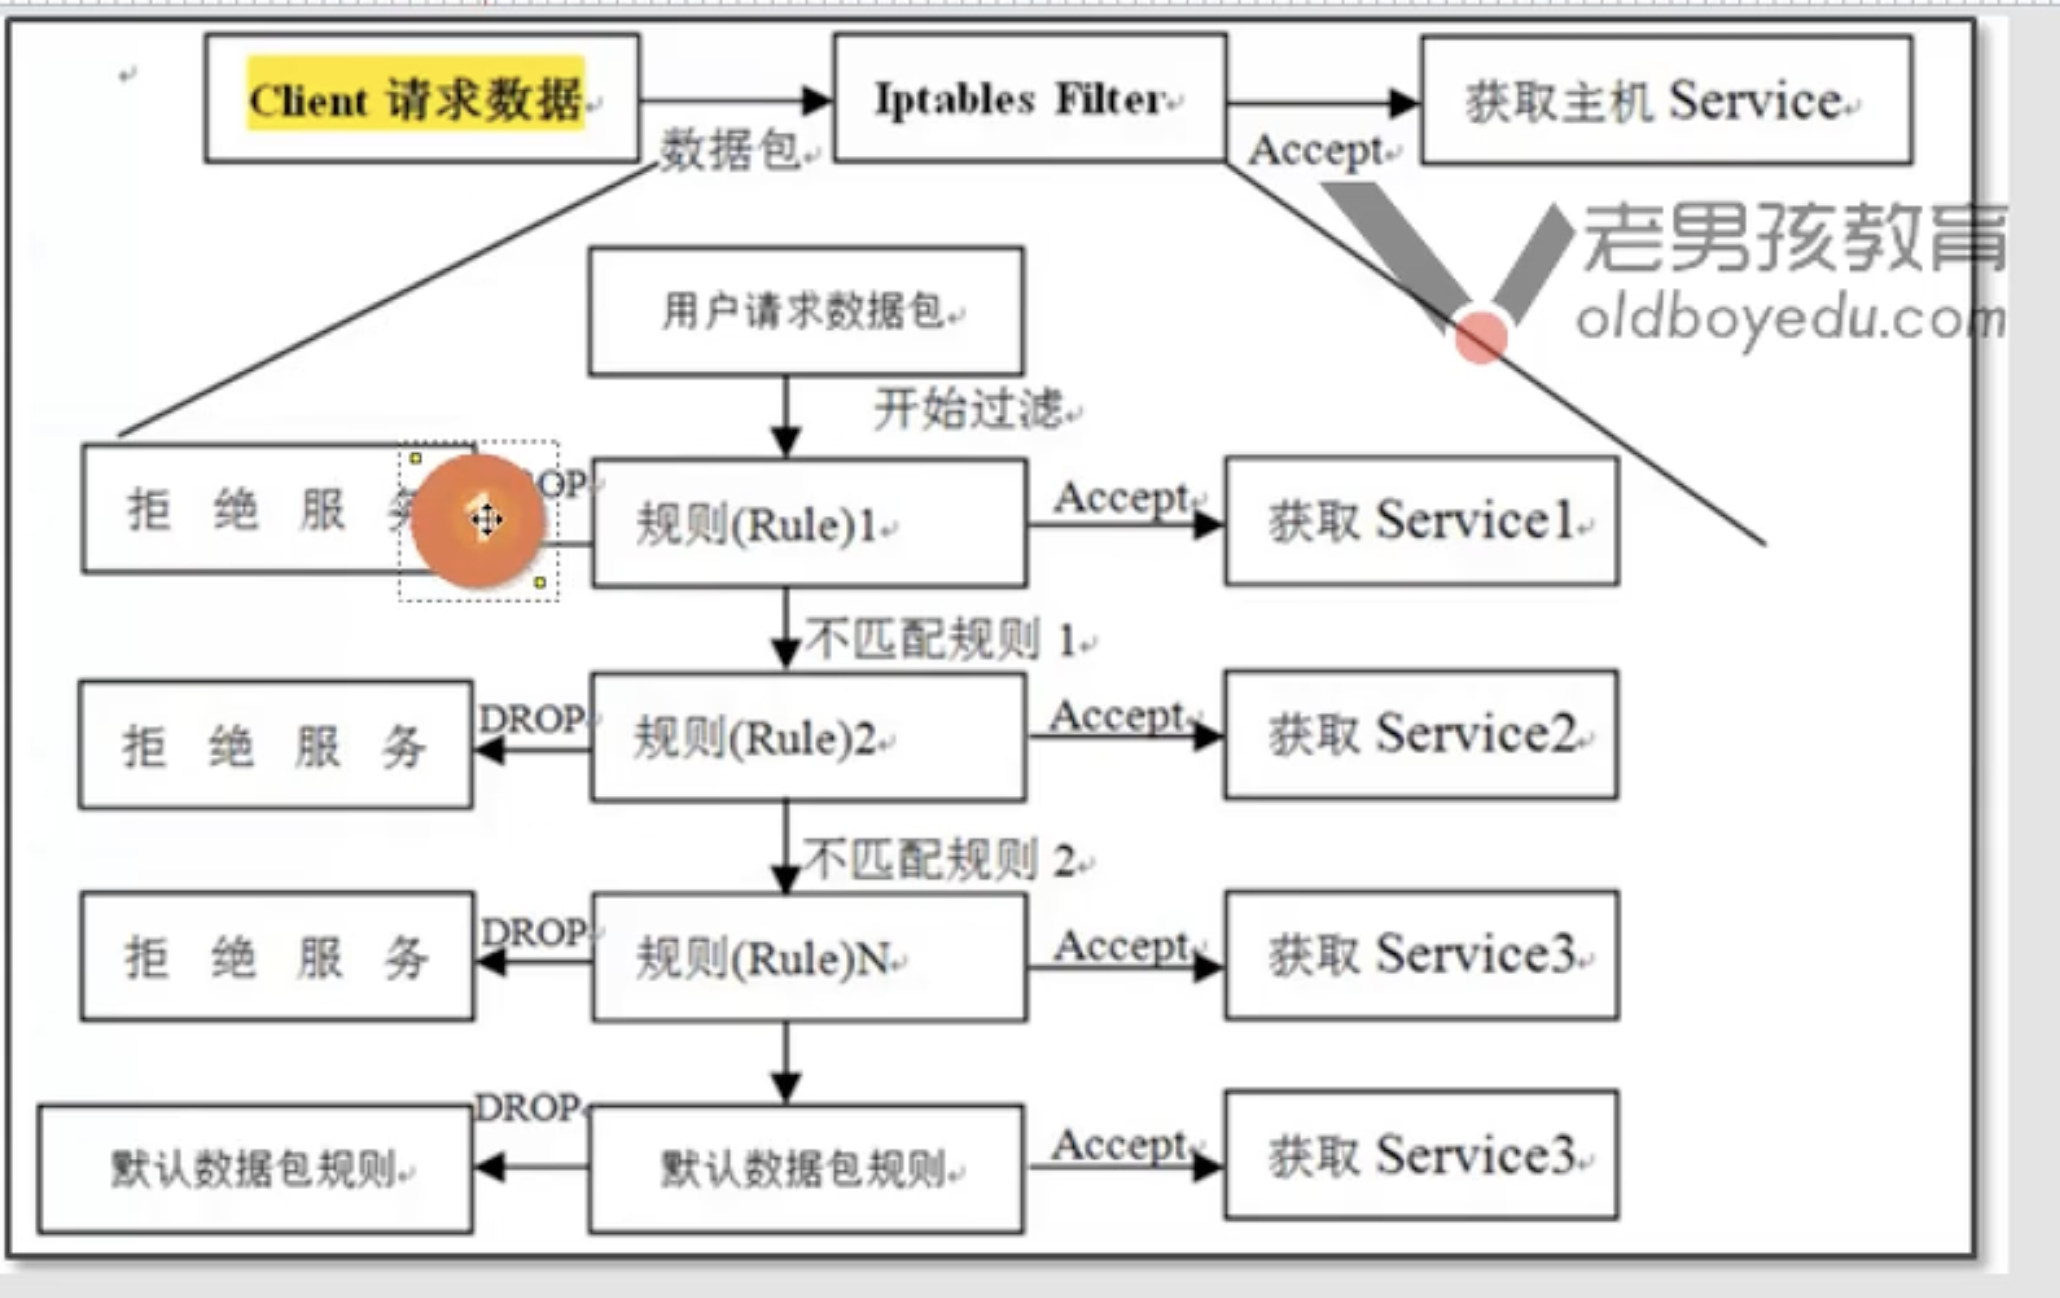 Client 请求数据
Iptables Filter
获取主机 Service
数据包
Accept
老男孩教育
oldboyedu.com
用户请求数据包
开始过滤
拒 绝 服
规则(Rule)1
Accept
获取 Service1
不匹配规则 1
拒 绝 服 务
DROP
规则(Rule)2
Accept
获取 Service2
不匹配规则 2
拒 绝 服 务
DROP
规则(Rule)N
Accept
获取 Service3
默认数据包规则
DROP
默认数据包规则
Accept
获取 Service3